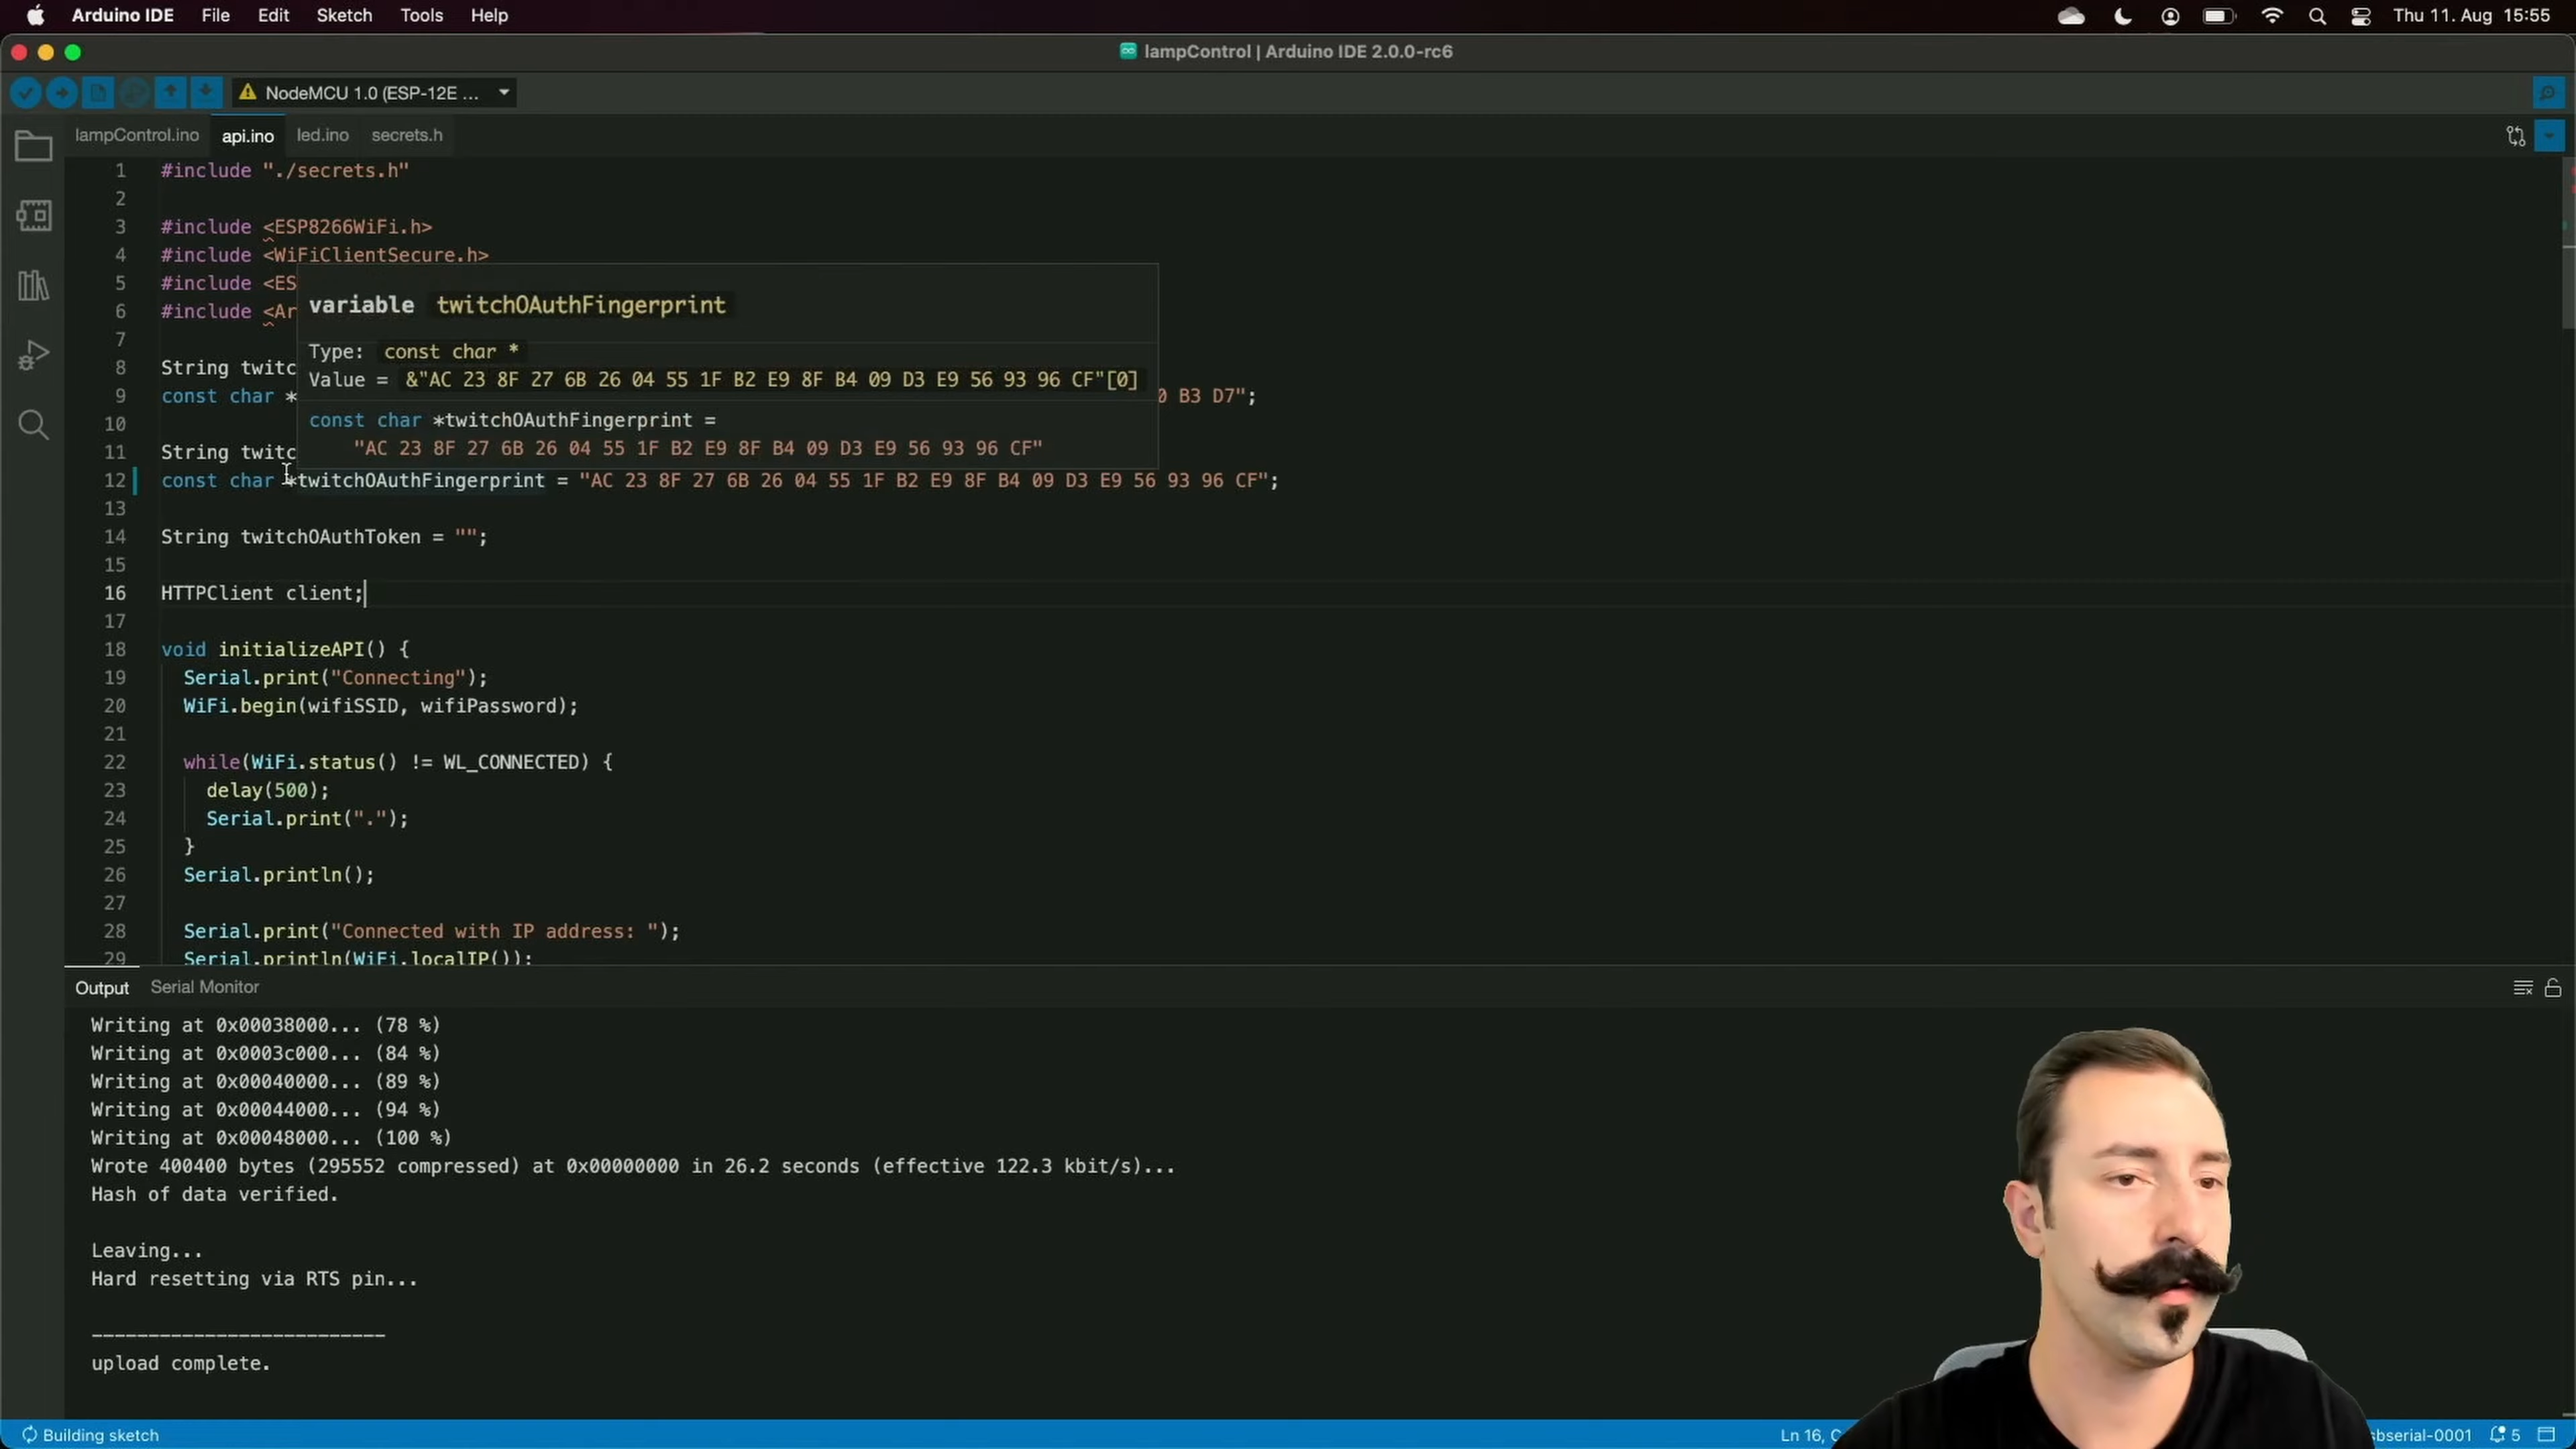 Arduino IDE File Edit Sketch Tools Help Thu 11. Aug 15:55
lampControl | Arduino IDE 2.0.0-rc6
NodeMCU 1.0 (ESP-12E ...
lampControl.ino api.ino led.ino secrets.h
1 #include "./secrets.h"
2
3 #include <ESP8266WiFi.h>
4 #include <WiFiClientSecure.h>
5 #include <ES
6 #include <Ar
variable twitchOAuthFingerprint
7
Type: const char *
8 String twitc
Value = &"AC 23 8F 27 6B 26 04 55 1F B2 E9 8F B4 09 D3 E9 56 93 96 CF"[0]
9 const char * 0 B3 D7";
10
const char *twitchOAuthFingerprint =
11 String twitc
"AC 23 8F 27 6B 26 04 55 1F B2 E9 8F B4 09 D3 E9 56 93 96 CF"
12 const char *twitchOAuthFingerprint = "AC 23 8F 27 6B 26 04 55 1F B2 E9 8F B4 09 D3 E9 56 93 96 CF";
13
14 String twitchOAuthToken = "";
15
16 HTTPClient client;
17
18 void initializeAPI() {
19 Serial.print("Connecting");
20 WiFi.begin(wifiSSID, wifiPassword);
21
22 while(WiFi.status() != WL_CONNECTED) {
23 delay(500);
24 Serial.print(".");
25 }
26 Serial.println();
27
28 Serial.print("Connected with IP address: ");
29 Serial.println(WiFi.localIP());
Output Serial Monitor
Writing at 0x00038000... (78 %)
Writing at 0x0003c000... (84 %)
Writing at 0x00040000... (89 %)
Writing at 0x00044000... (94 %)
Writing at 0x00048000... (100 %)
Wrote 400400 bytes (295552 compressed) at 0x00000000 in 26.2 seconds (effective 122.3 kbit/s)...
Hash of data verified.
Leaving...
Hard resetting via RTS pin...
--------------------------
upload complete.
Building sketch Ln 16, C sbserial-0001 5